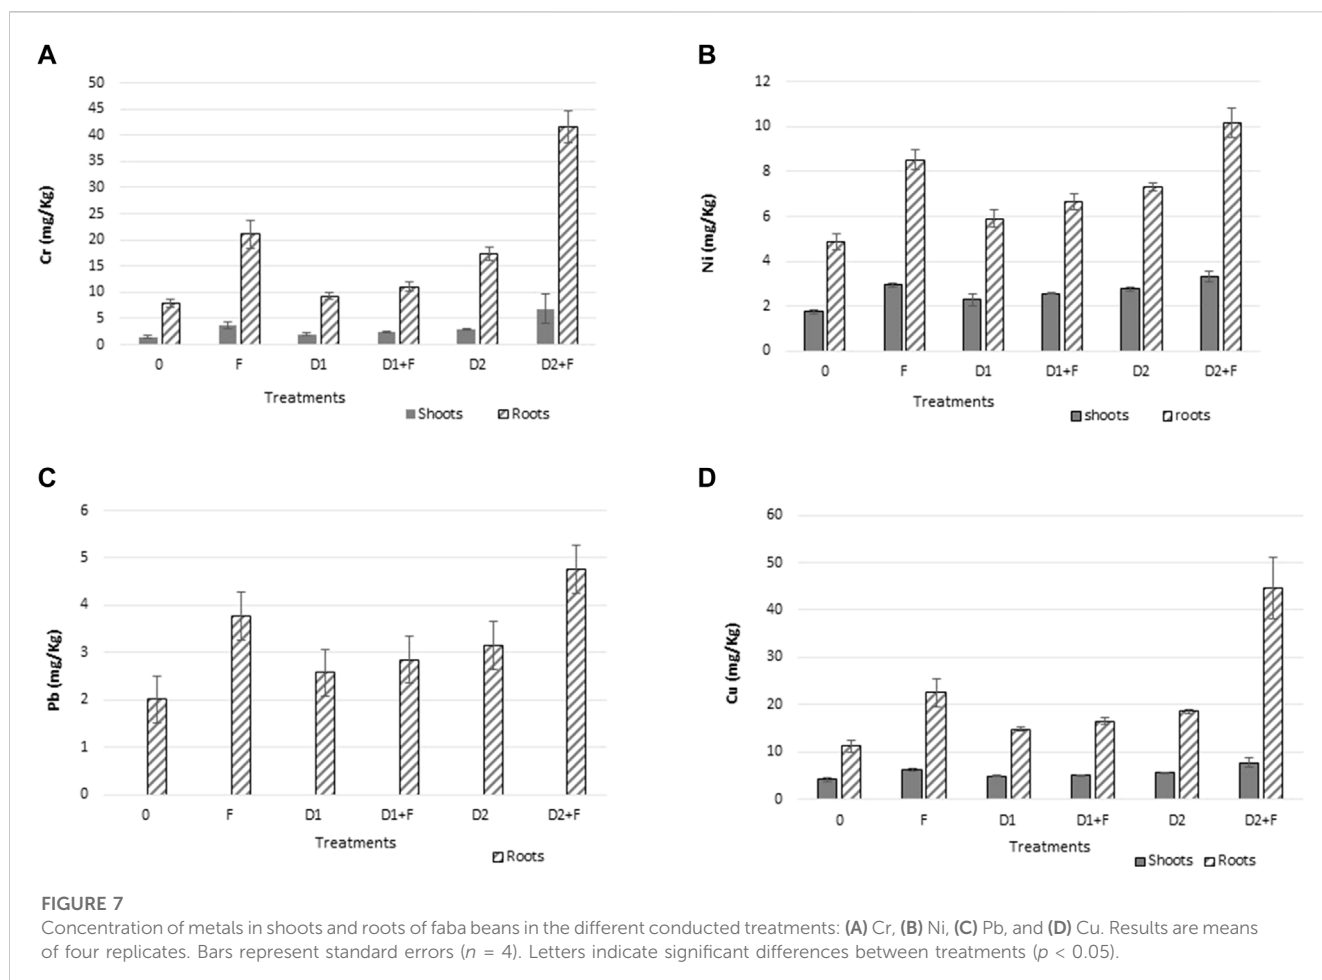 A
50
45
40
35
30
25
20
15
10
5
0
Cr (mg/Kg)
0 F D1 D1+F D2 D2+F
Treatments
Shoots Roots
B
12
10
8
6
4
2
0
Ni (mg/Kg)
0 F D1 D1+F D2 D2+F
Treatments
shoots roots
C
6
5
4
3
2
1
0
Pb (mg/Kg)
0 F D1 D1+F D2 D2+F
Treatments
Roots
D
60
50
40
30
20
10
0
Cu (mg/Kg)
0 F D1 D1+F D2 D2+F
Treatments
Shoots Roots
FIGURE 7
Concentration of metals in shoots and roots of faba beans in the different conducted treatments: (A) Cr, (B) Ni, (C) Pb, and (D) Cu. Results are means
of four replicates. Bars represent standard errors (n = 4). Letters indicate significant differences between treatments (p < 0.05).